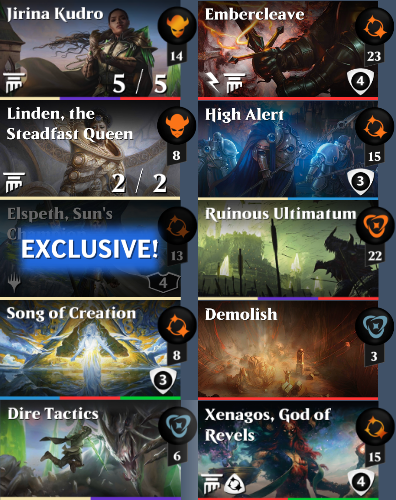 Jirina Kudro
14
5 / 5
Linden, the
Steadfast Queen
8
2 / 2
Elspeth, Sun's
EXCLUSIVE!
13
4
Song of Creation
8
3
Dire Tactics
6
Embercleave
23
4
High Alert
15
3
Ruinous Ultimatum
22
Demolish
3
Xenagos, God of
Revels
15
4